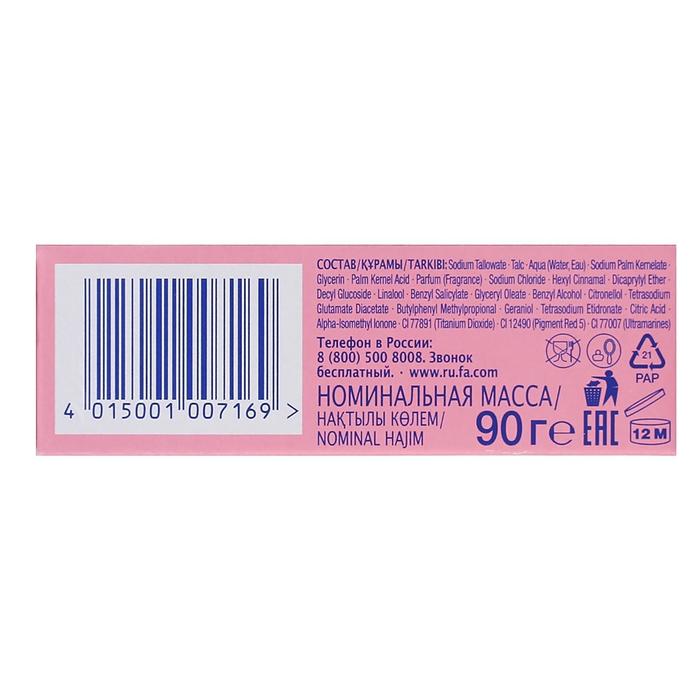 СОСТАВ/ҚҰРАМЫ/TARKIBI: Sodium Tallowate · Talc · Aqua (Water, Eau) · Sodium Palm Kernelate ·
Glycerin · Palm Kernel Acid · Parfum (Fragrance) · Sodium Chloride · Hexyl Cinnamal · Dicaprylyl Ether ·
Decyl Glucoside · Linalool · Benzyl Salicylate · Glyceryl Oleate · Benzyl Alcohol · Citronellol · Tetrasodium
Glutamate Diacetate · Butylphenyl Methylpropional · Geraniol · Tetrasodium Etidronate · Citric Acid ·
Alpha-Isomethyl Ionone · CI 77891 (Titanium Dioxide) · CI 12490 (Pigment Red 5) · CI 77007 (Ultramarines)
Телефон в России:
8 (800) 500 8008. Звонок
бесплатный. · www.ru.fa.com
НОМИНАЛЬНАЯ МАССА/
НАҚТЫЛЫ КӨЛЕМ/
NOMINAL HAJIM
90 г℮
EAC
21
PAP
12 M
4 015001 007169 >